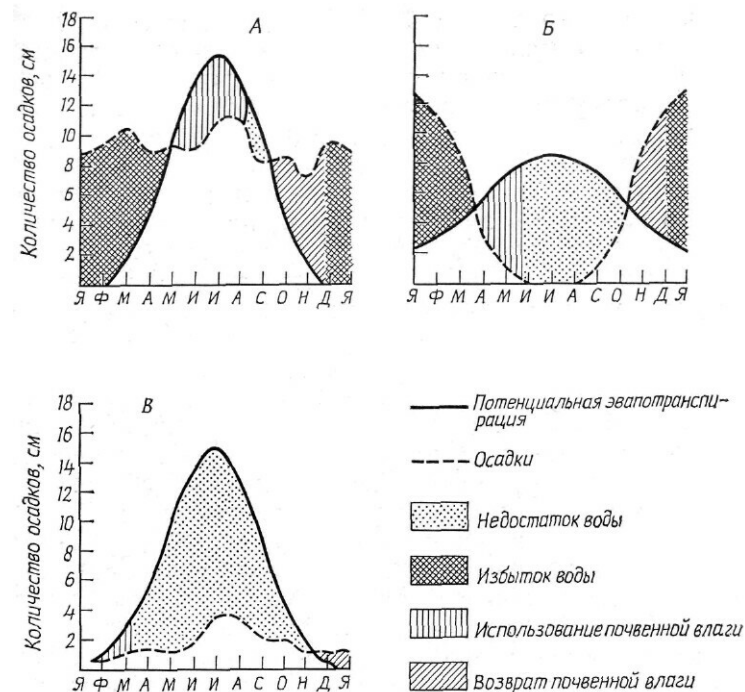 А
Количество осадков, см
18
16
14
12
10
8
6
4
2
Я Ф М А М И И А С О Н Д Я
Б
Я Ф М А М И И А С О Н Д Я
В
Количество осадков, см
18
16
14
12
10
8
6
4
2
Я Ф М А М И И А С О Н Д Я
Потенциальная эвапотранспи-
рация
Осадки
Недостаток воды
Избыток воды
Использование почвенной влаги
Возврат почвенной влаги